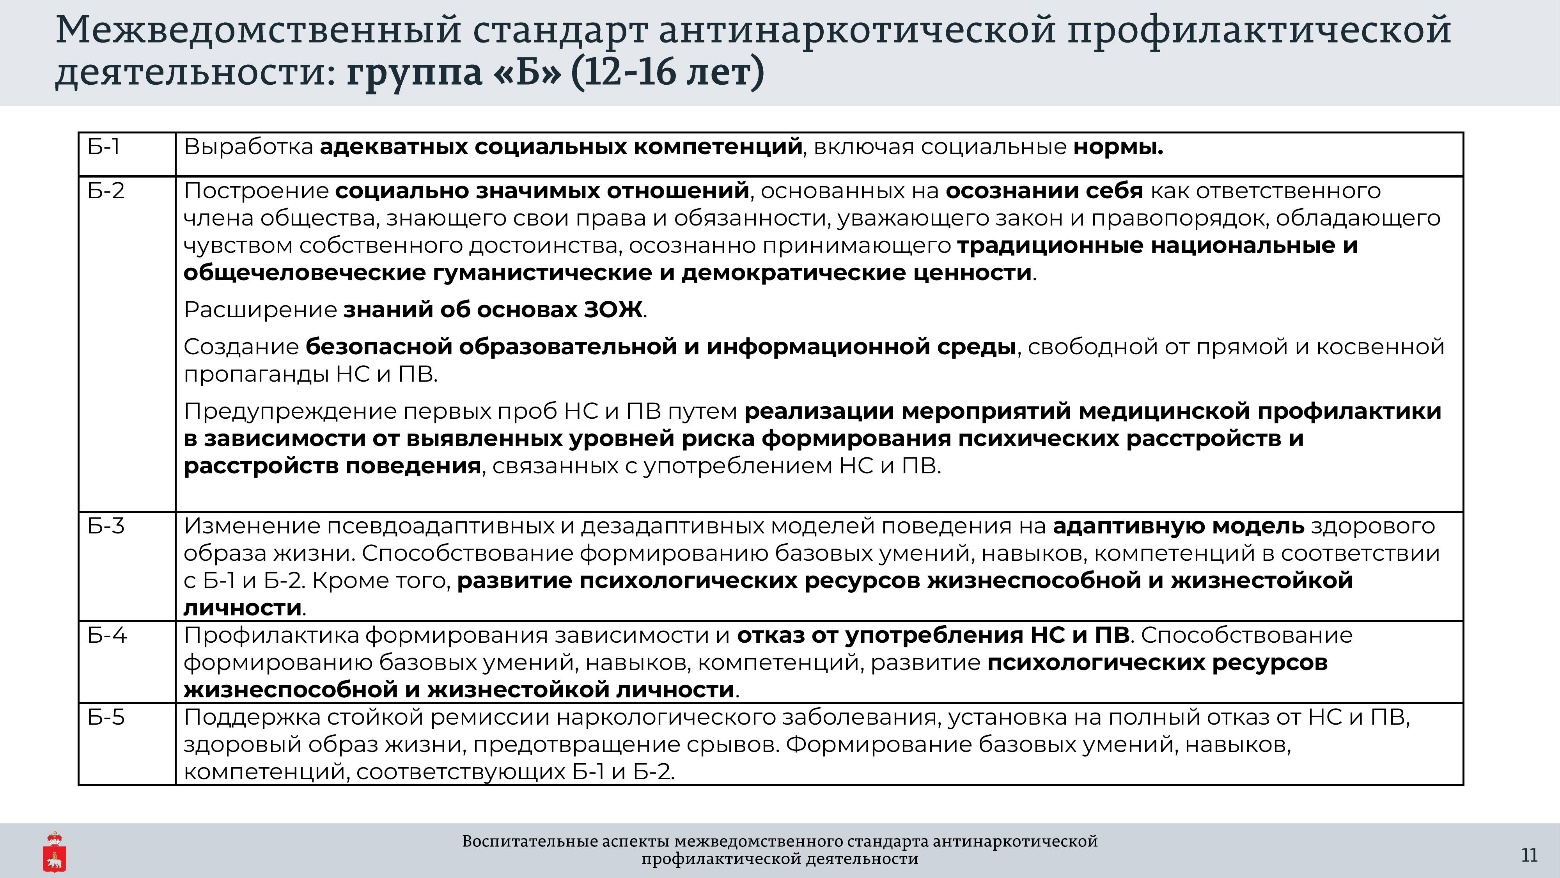 Межведомственный стандарт антинаркотической профилактической
деятельности: группа «Б» (12-16 лет)
Б-1
Выработка адекватных социальных компетенций, включая социальные нормы.
Б-2
Построение социально значимых отношений, основанных на осознании себя как ответственного
члена общества, знающего свои права и обязанности, уважающего закон и правопорядок, обладающего
чувством собственного достоинства, осознанно принимающего традиционные национальные и
общечеловеческие гуманистические и демократические ценности.
Расширение знаний об основах ЗОЖ.
Создание безопасной образовательной и информационной среды, свободной от прямой и косвенной
пропаганды НС и ПВ.
Предупреждение первых проб НС и ПВ путем реализации мероприятий медицинской профилактики
в зависимости от выявленных уровней риска формирования психических расстройств и
расстройств поведения, связанных с употреблением НС и ПВ.
Б-3
Изменение псевдоадаптивных и дезадаптивных моделей поведения на адаптивную модель здорового
образа жизни. Способствование формированию базовых умений, навыков, компетенций в соответствии
с Б-1 и Б-2. Кроме того, развитие психологических ресурсов жизнеспособной и жизнестойкой
личности.
Б-4
Профилактика формирования зависимости и отказ от употребления НС и ПВ. Способствование
формированию базовых умений, навыков, компетенций, развитие психологических ресурсов
жизнеспособной и жизнестойкой личности.
Б-5
Поддержка стойкой ремиссии наркологического заболевания, установка на полный отказ от НС и ПВ,
здоровый образ жизни, предотвращение срывов. Формирование базовых умений, навыков,
компетенций, соответствующих Б-1 и Б-2.
Воспитательные аспекты межведомственного стандарта антинаркотической
профилактической деятельности
11